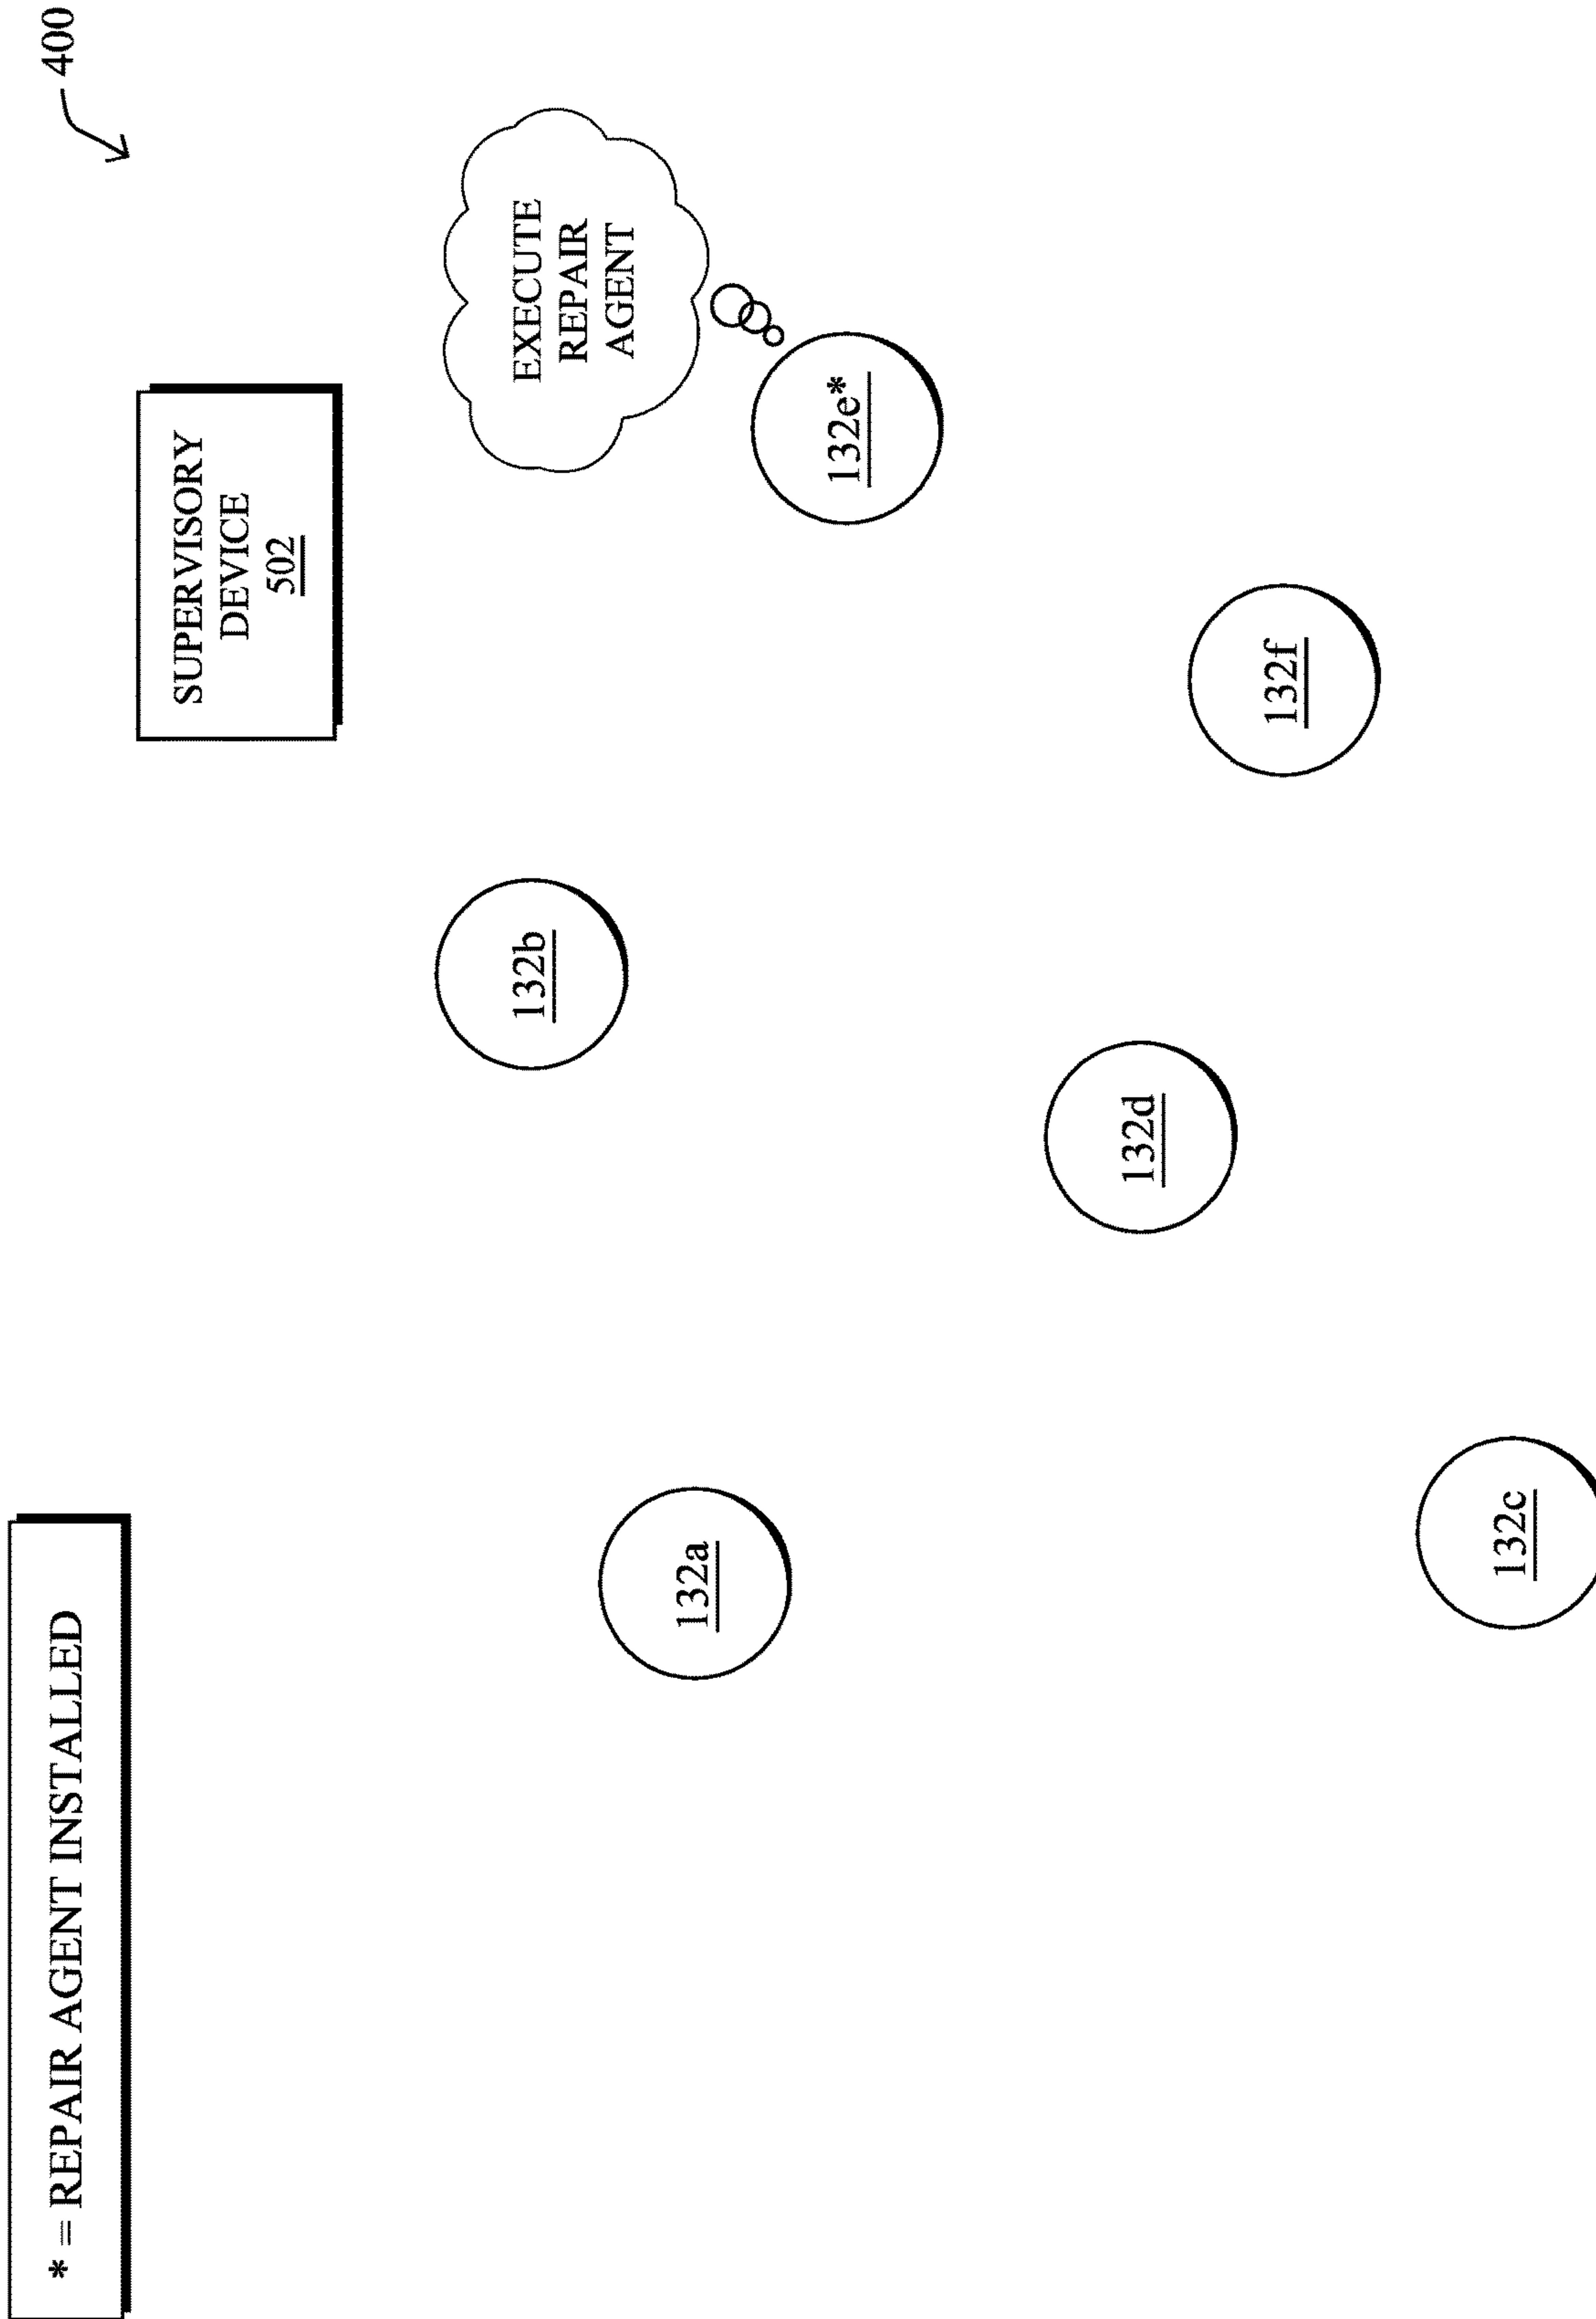 * = REPAIR AGENT INSTALLED
400
SUPERVISORY
DEVICE
502
EXECUTE
REPAIR
AGENT
132b
132a
132e*
132d
132f
132c